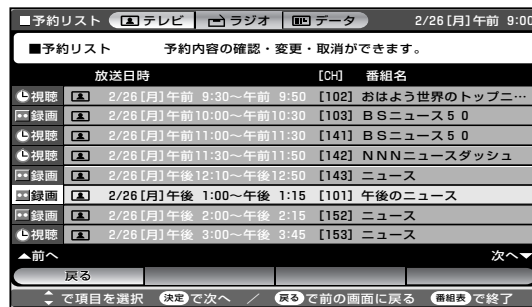 ■予約リスト テレビ ラジオ データ 2/26[月]午前 9:00
■予約リスト 予約内容の確認・変更・取消ができます。
放送日時 [CH] 番組名
視聴 2/26[月]午前 9:30～午前 9:50 [102] おはよう世界のトップニ…
録画 2/26[月]午前10:00～午前10:30 [103] BSニュース50
視聴 2/26[月]午前11:00～午前11:30 [141] BSニュース50
視聴 2/26[月]午前11:30～午前11:50 [142] NNNニュースダッシュ
録画 2/26[月]午後12:10～午後12:50 [143] ニュース
録画 2/26[月]午後 1:00～午後 1:15 [101] 午後のニュース
録画 2/26[月]午後 2:00～午後 2:15 [152] ニュース
視聴 2/26[月]午後 3:00～午後 3:45 [153] ニュース
▲前へ 次へ▼
戻る
で項目を選択 決定で次へ ／ 戻るで前の画面に戻る 番組表で終了